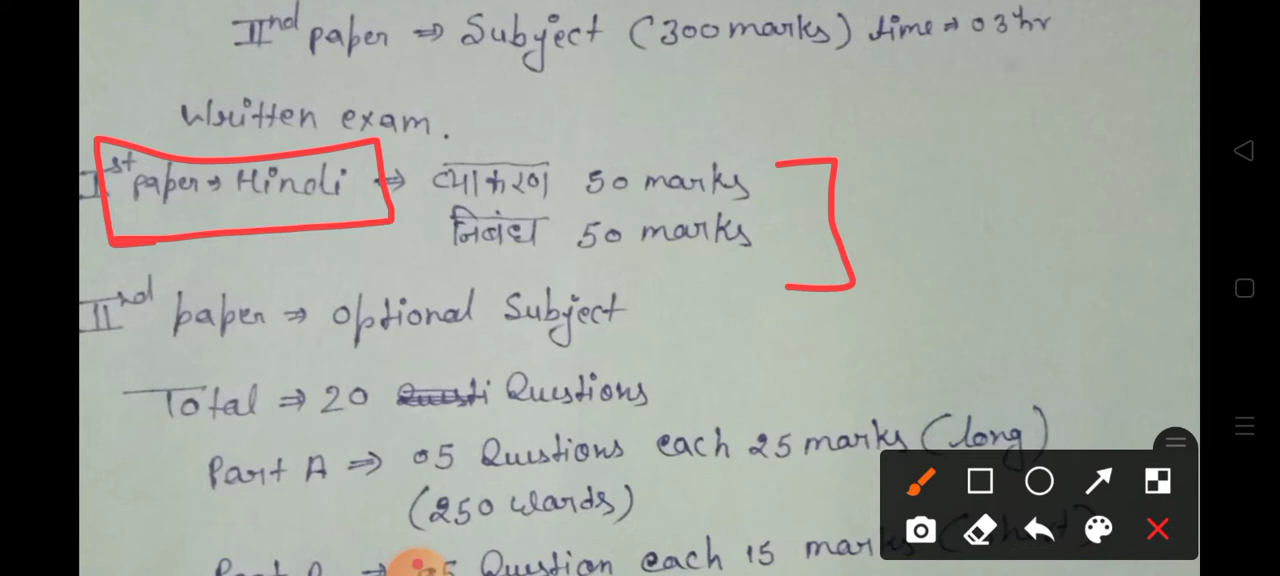 IInd paper ⇒ Subject (300 marks) time ⇒ 03 hr
Written exam.
Ist paper ⇒ Hindi ⇔ व्याकरण 50 marks
निबंध 50 marks
IInd paper ⇒ Optional Subject
Total ⇒ 20 Questions
Part A ⇒ 05 Questions each 25 marks (long)
(250 words)
5 Question each 15 mar